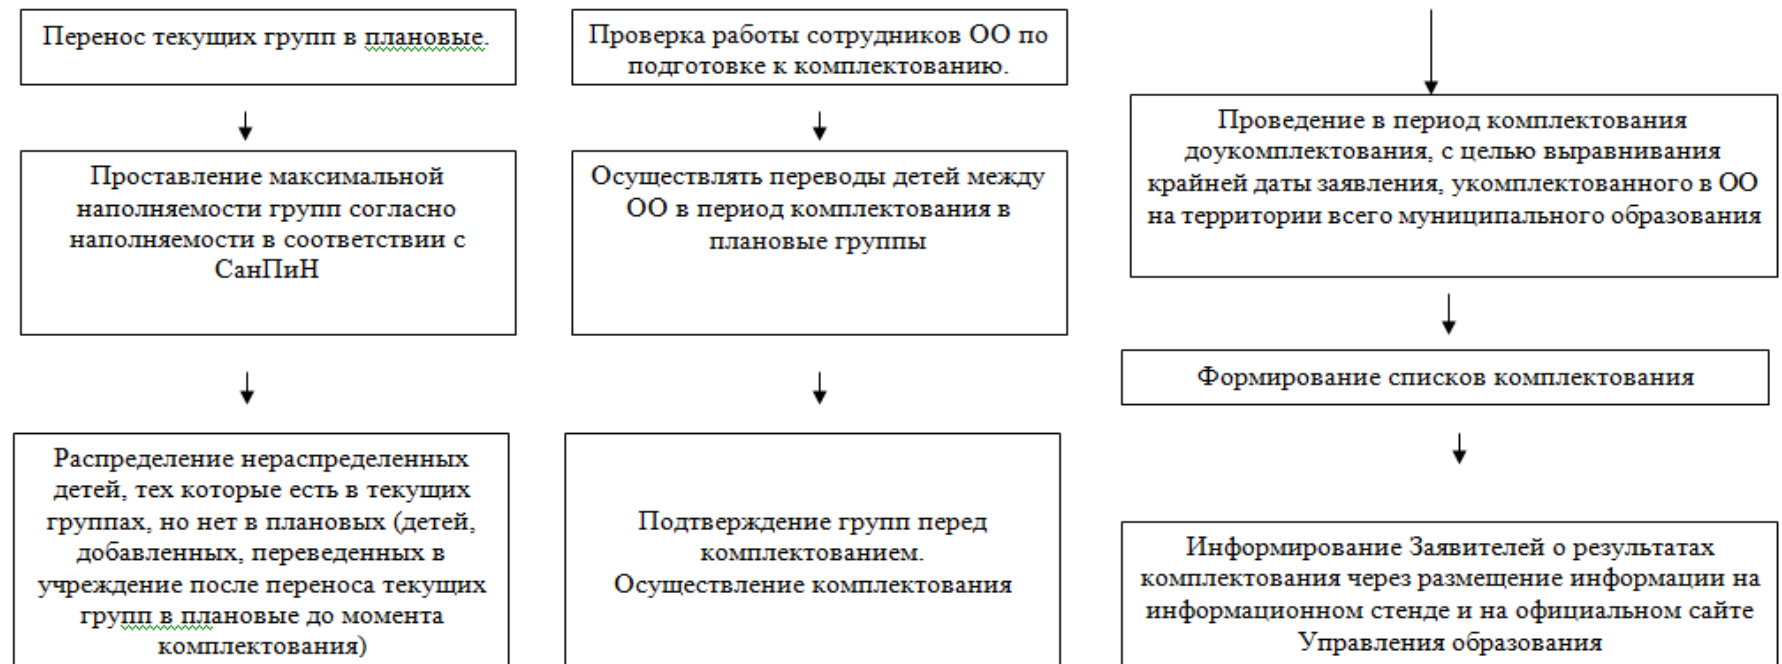 Перенос текущих групп в плановые.
Проставление максимальной
наполняемости групп согласно
наполняемости в соответствии с
СанПиН
Распределение нераспределенных
детей, тех которые есть в текущих
группах, но нет в плановых (детей,
добавленных, переведенных в
учреждение после переноса текущих
групп в плановые до момента
комплектования)
Проверка работы сотрудников ОО по
подготовке к комплектованию.
Осуществлять переводы детей между
ОО в период комплектования в
плановые группы
Подтверждение групп перед
комплектованием.
Осуществление комплектования
Проведение в период комплектования
доукомплектования, с целью выравнивания
крайней даты заявления, укомплектованного в ОО
на территории всего муниципального образования
Формирование списков комплектования
Информирование Заявителей о результатах
комплектования через размещение информации на
информационном стенде и на официальном сайте
Управления образования